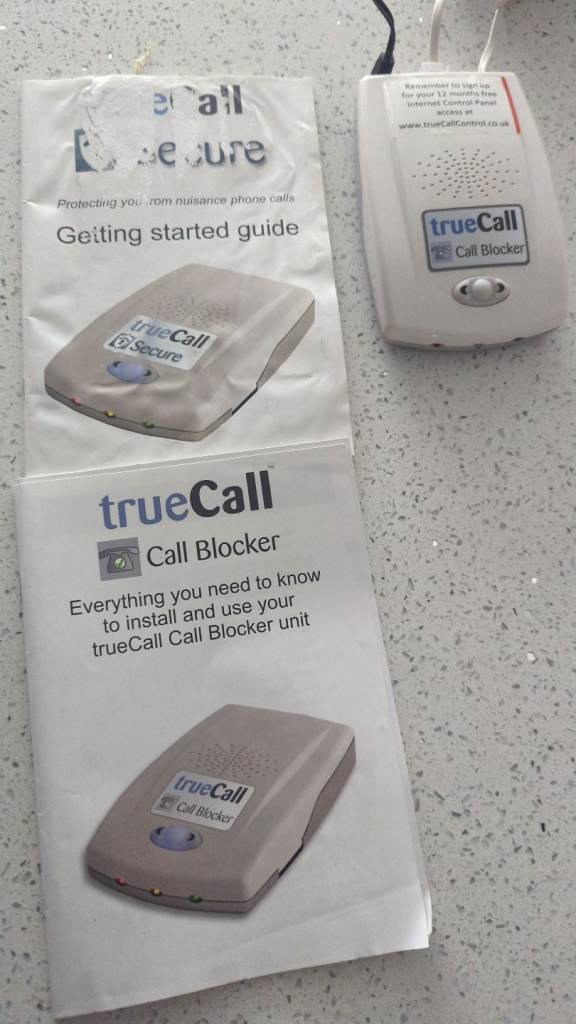 trueCall
Secure
Protecting you from nuisance phone calls
Getting started guide
trueCall
Secure
trueCall
Call Blocker
Everything you need to know
to install and use your
trueCall Call Blocker unit
trueCall
Call Blocker
Remember to sign up
for your 12 months free
Internet Control Panel
access at
www.trueCallControl.co.uk
trueCall
Call Blocker